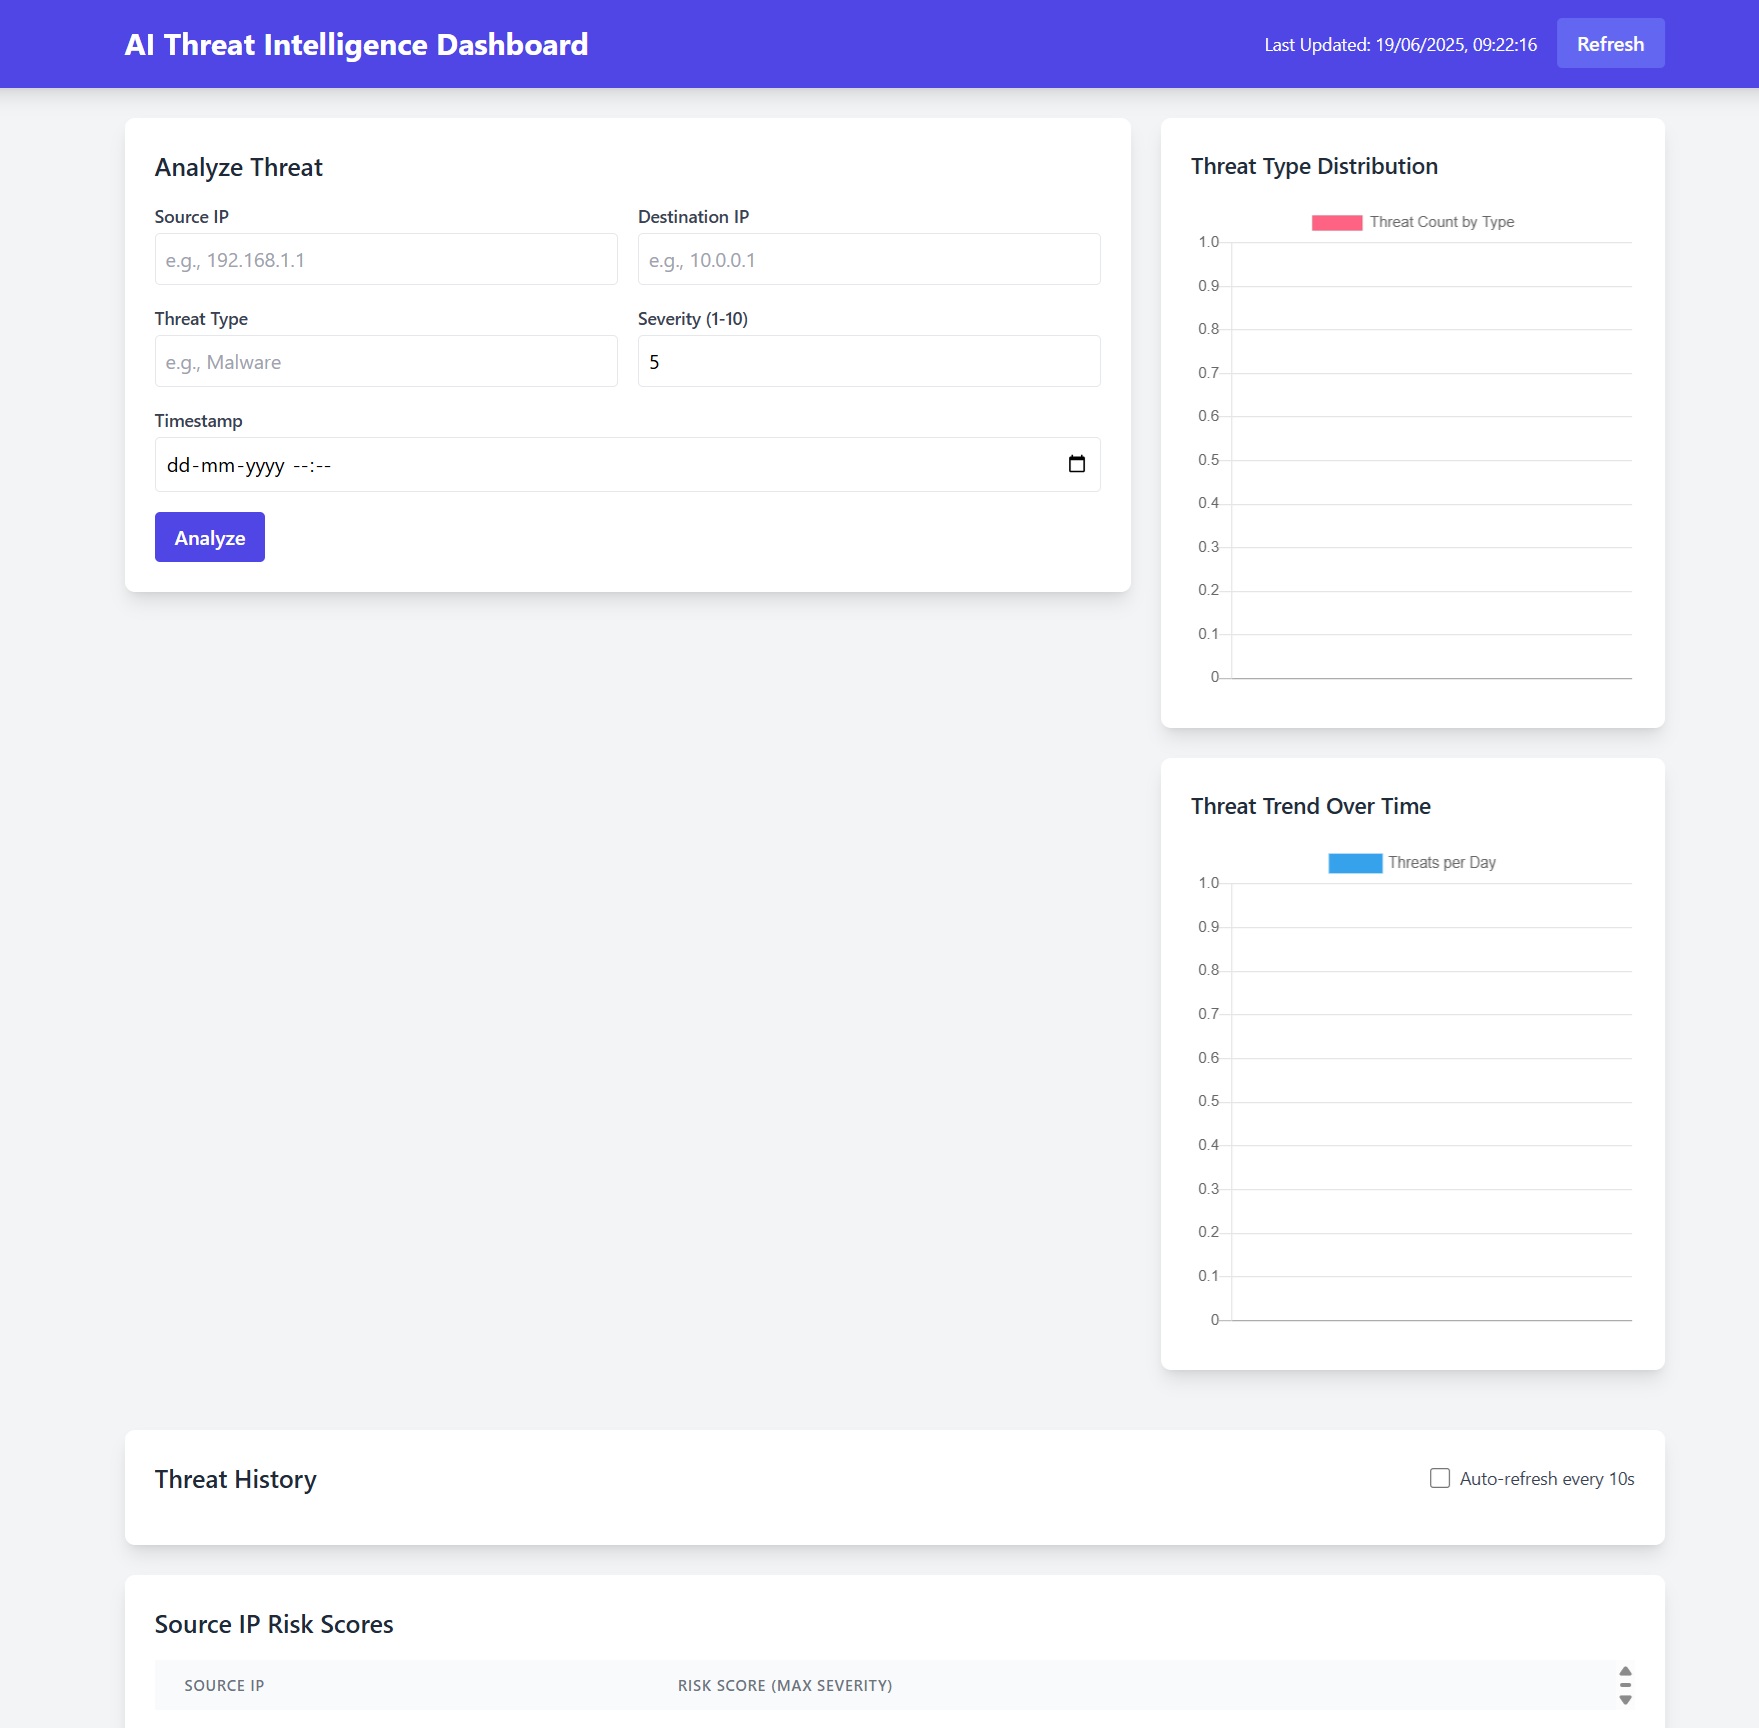 AI Threat Intelligence Dashboard
Last Updated: 19/06/2025, 09:22:16
Refresh
Analyze Threat
Source IP
Destination IP
e.g., 192.168.1.1
e.g., 10.0.0.1
Threat Type
Severity (1-10)
e.g., Malware
5
Timestamp
dd-mm-yyyy --:--
Analyze
Threat Type Distribution
Threat Count by Type
1.0
0.9
0.8
0.7
0.6
0.5
0.4
0.3
0.2
0.1
0
Threat Trend Over Time
Threats per Day
1.0
0.9
0.8
0.7
0.6
0.5
0.4
0.3
0.2
0.1
0
Threat History
Auto-refresh every 10s
Source IP Risk Scores
SOURCE IP
RISK SCORE (MAX SEVERITY)